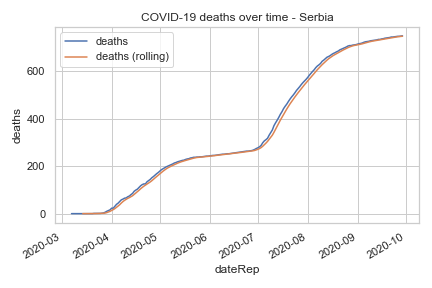 COVID-19 deaths over time - Serbia
deaths
deaths (rolling)
deaths
600
400
200
0
2020-03
2020-04
2020-05
2020-06
2020-07
2020-08
2020-09
2020-10
dateRep